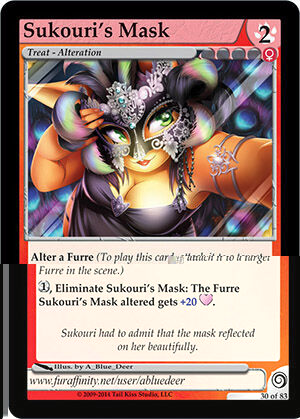 Sukouri's Mask
2
Treat - Alteration
Alter a Furre (To play this
Furre in the scene.)
1, Eliminate Sukouri's Mask: The Furre
Sukouri's Mask altered gets +20
Sukouri had to admit that the mask reflected
on her beautifully.
Illus. by A_Blue_Deer
www.furaffinity.net/user/abluedeer
30 of 83
© 2009-2014 Tail Kiss Studio, LLC